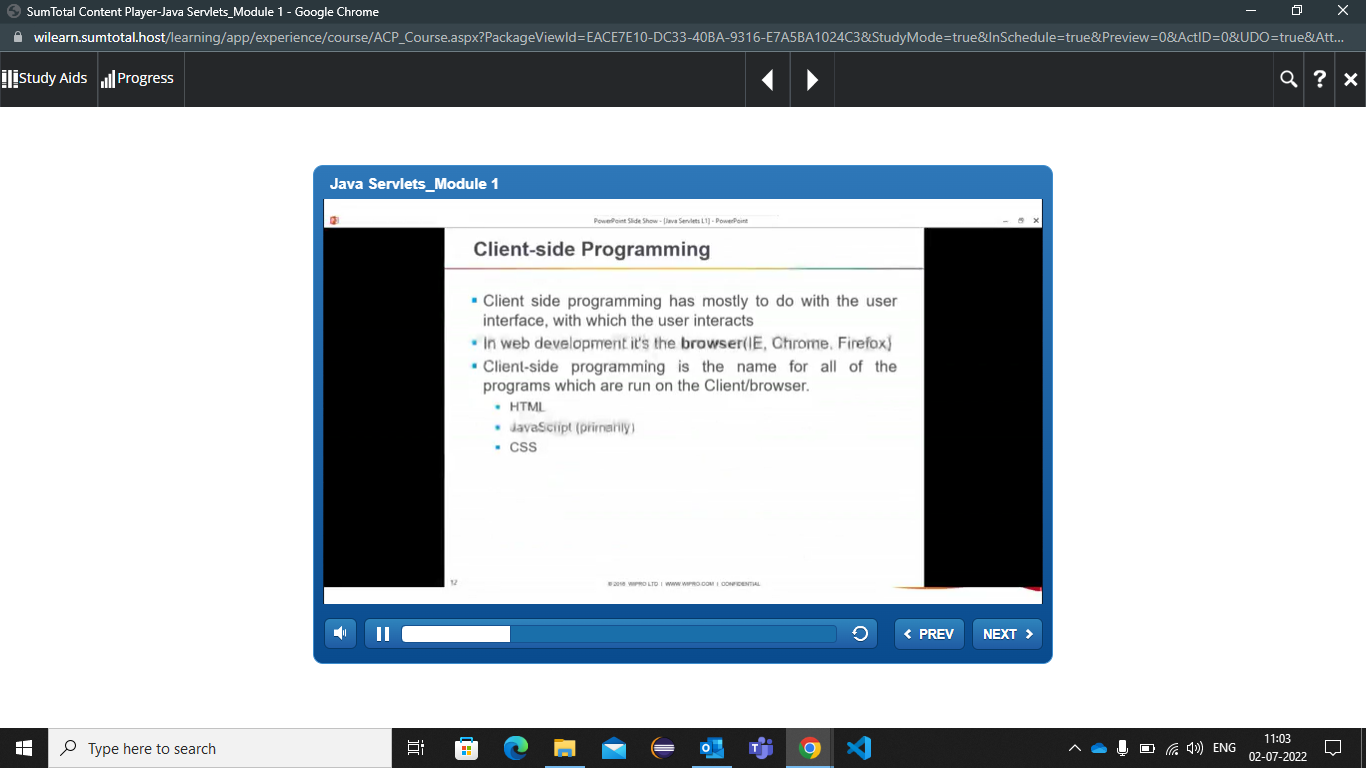 SumTotal Content Player-Java Servlets_Module 1 - Google Chrome
wilearn.sumtotal.host/learning/app/experience/course/ACP_Course.aspx?PackageViewId=EACE7E10-DC33-40BA-9316-E7A5BA1024C3&StudyMode=true&InSchedule=true&Preview=0&ActID=0&UDO=true&Att...
Study Aids Progress
Java Servlets_Module 1
PowerPoint Slide Show - [Java Servlets L1] - PowerPoint
Client-side Programming
Client side programming has mostly to do with the user
interface, with which the user interacts
In web development it's the browser(IE, Chrome, Firefox)
Client-side programming is the name for all of the
programs which are run on the Client/browser.
HTML
JavaScript (primarily)
CSS
12 © 2018 WIPRO LTD | WWW.WIPRO.COM | CONFIDENTIAL
PREV NEXT
Type here to search
ENG
11:03
02-07-2022